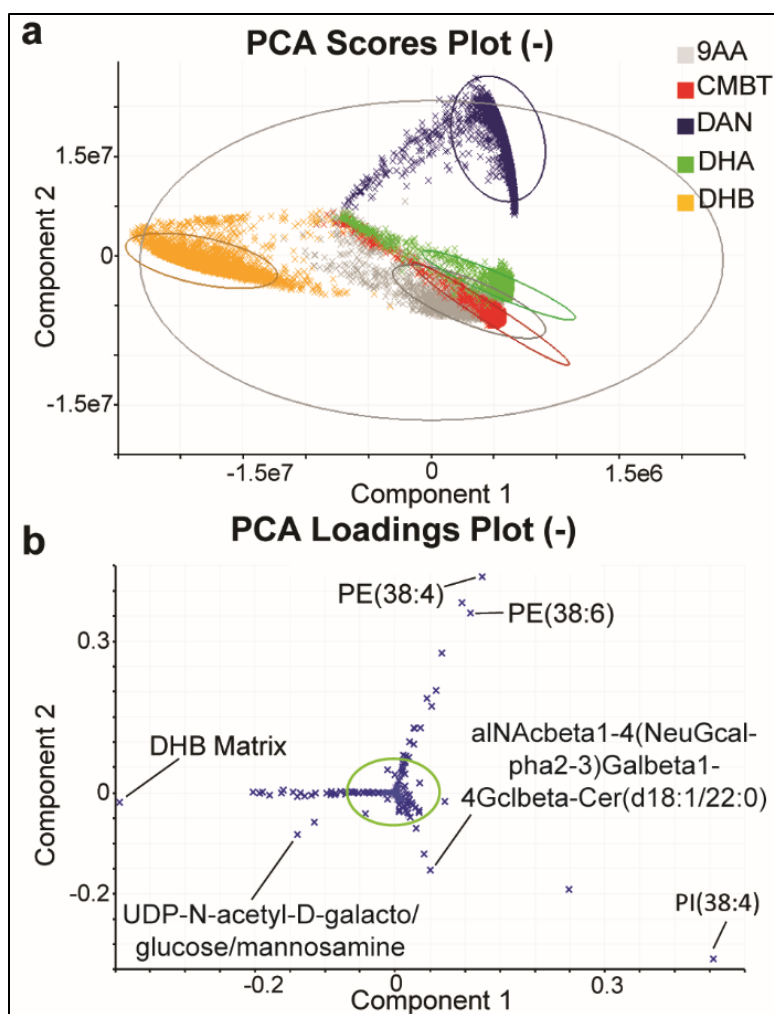 a
PCA Scores Plot (-)
9AA
CMBT
DAN
DHA
DHB
Component 2
1.5e7
0
-1.5e7
-1.5e7
0
1.5e6
Component 1
b
PCA Loadings Plot (-)
Component 2
0.3
0
-0.2
PE(38:4)
PE(38:6)
DHB Matrix
alNAcbeta1-4(NeuGcal-
pha2-3)Galbeta1-
4Gclbeta-Cer(d18:1/22:0)
UDP-N-acetyl-D-galacto/
glucose/mannosamine
PI(38:4)
-0.2
0
0.3
Component 1